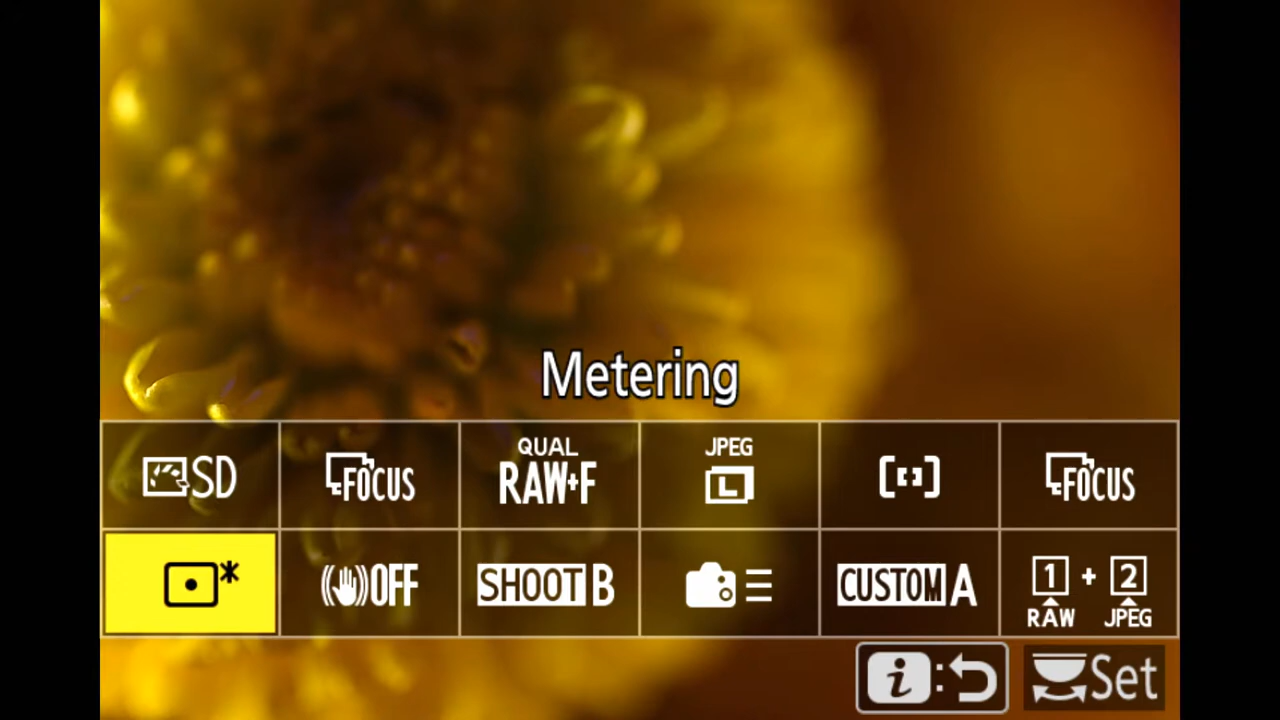 Metering
SD
FOCUS
QUAL
RAW+F
JPEG
L
FOCUS
*
OFF
SHOOT B
CUSTOM A
1 + 2
RAW JPEG
i : Set